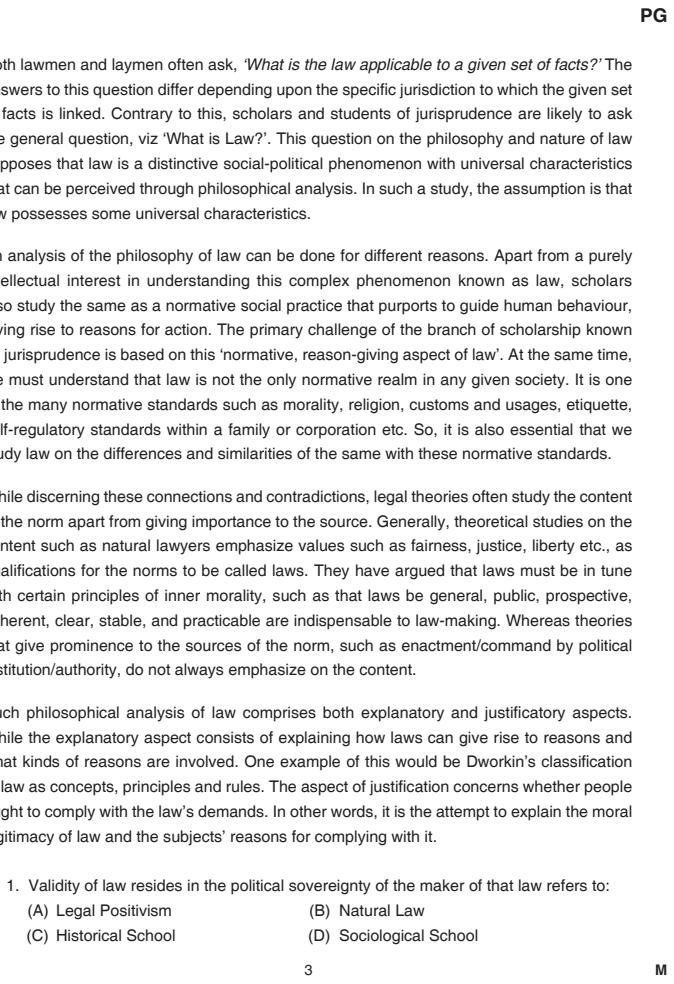 PG
oth lawmen and laymen often ask, ‘What is the law applicable to a given set of facts?’ The
swers to this question differ depending upon the specific jurisdiction to which the given set
facts is linked. Contrary to this, scholars and students of jurisprudence are likely to ask
e general question, viz ‘What is Law?’. This question on the philosophy and nature of law
pposes that law is a distinctive social-political phenomenon with universal characteristics
at can be perceived through philosophical analysis. In such a study, the assumption is that
w possesses some universal characteristics.
n analysis of the philosophy of law can be done for different reasons. Apart from a purely
ellectual interest in understanding this complex phenomenon known as law, scholars
so study the same as a normative social practice that purports to guide human behaviour,
ving rise to reasons for action. The primary challenge of the branch of scholarship known
jurisprudence is based on this ‘normative, reason-giving aspect of law’. At the same time,
e must understand that law is not the only normative realm in any given society. It is one
the many normative standards such as morality, religion, customs and usages, etiquette,
lf-regulatory standards within a family or corporation etc. So, it is also essential that we
udy law on the differences and similarities of the same with these normative standards.
hile discerning these connections and contradictions, legal theories often study the content
the norm apart from giving importance to the source. Generally, theoretical studies on the
ntent such as natural lawyers emphasize values such as fairness, justice, liberty etc., as
alifications for the norms to be called laws. They have argued that laws must be in tune
th certain principles of inner morality, such as that laws be general, public, prospective,
herent, clear, stable, and practicable are indispensable to law-making. Whereas theories
at give prominence to the sources of the norm, such as enactment/command by political
stitution/authority, do not always emphasize on the content.
uch philosophical analysis of law comprises both explanatory and justificatory aspects.
hile the explanatory aspect consists of explaining how laws can give rise to reasons and
hat kinds of reasons are involved. One example of this would be Dworkin’s classification
law as concepts, principles and rules. The aspect of justification concerns whether people
ght to comply with the law’s demands. In other words, it is the attempt to explain the moral
gitimacy of law and the subjects’ reasons for complying with it.
1. Validity of law resides in the political sovereignty of the maker of that law refers to:
(A) Legal Positivism (B) Natural Law
(C) Historical School (D) Sociological School
3 M